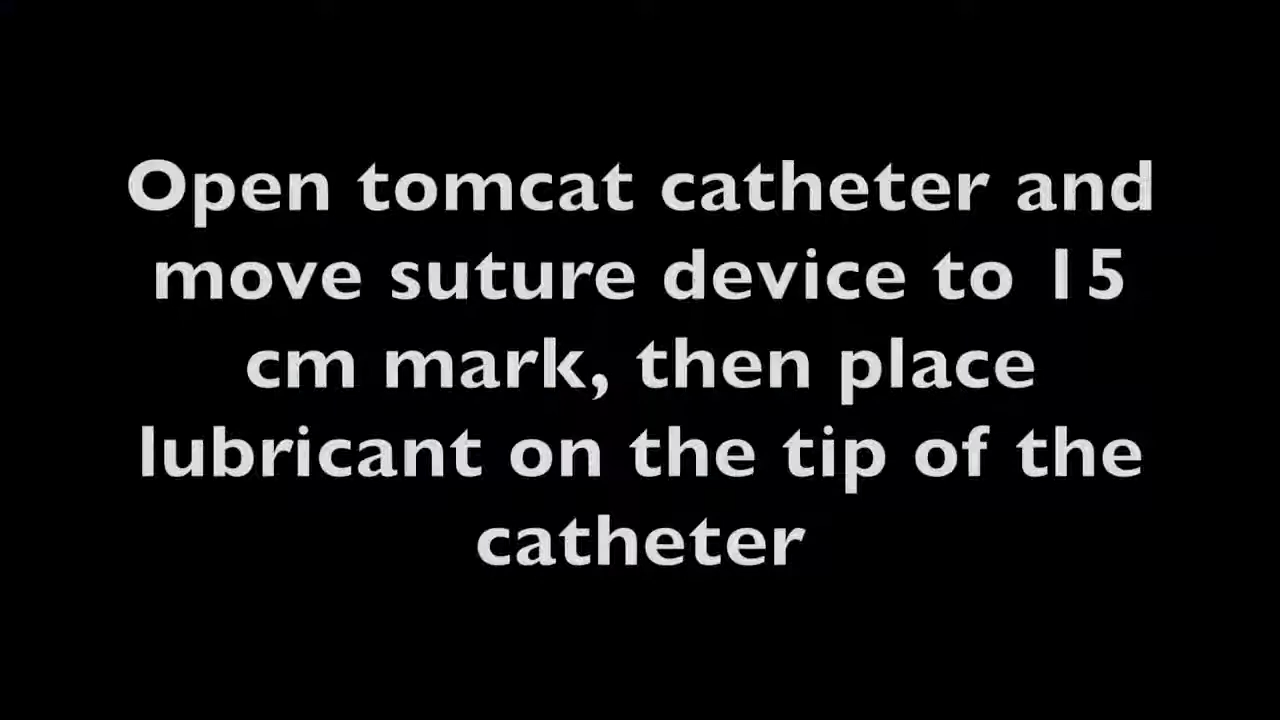 Open tomcat catheter and
move suture device to 15
cm mark, then place
lubricant on the tip of the
catheter